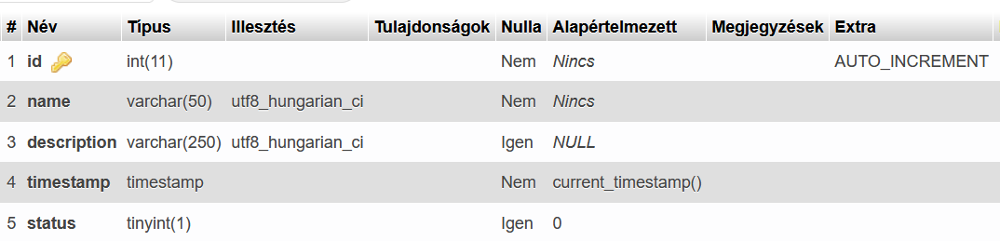 # Név Típus Illesztés Tulajdonságok Nulla Alapértelmezett Megjegyzések Extra
1 id int(11) Nem Nincs AUTO_INCREMENT
2 name varchar(50) utf8_hungarian_ci Nem Nincs
3 description varchar(250) utf8_hungarian_ci Igen NULL
4 timestamp timestamp Nem current_timestamp()
5 status tinyint(1) Igen 0